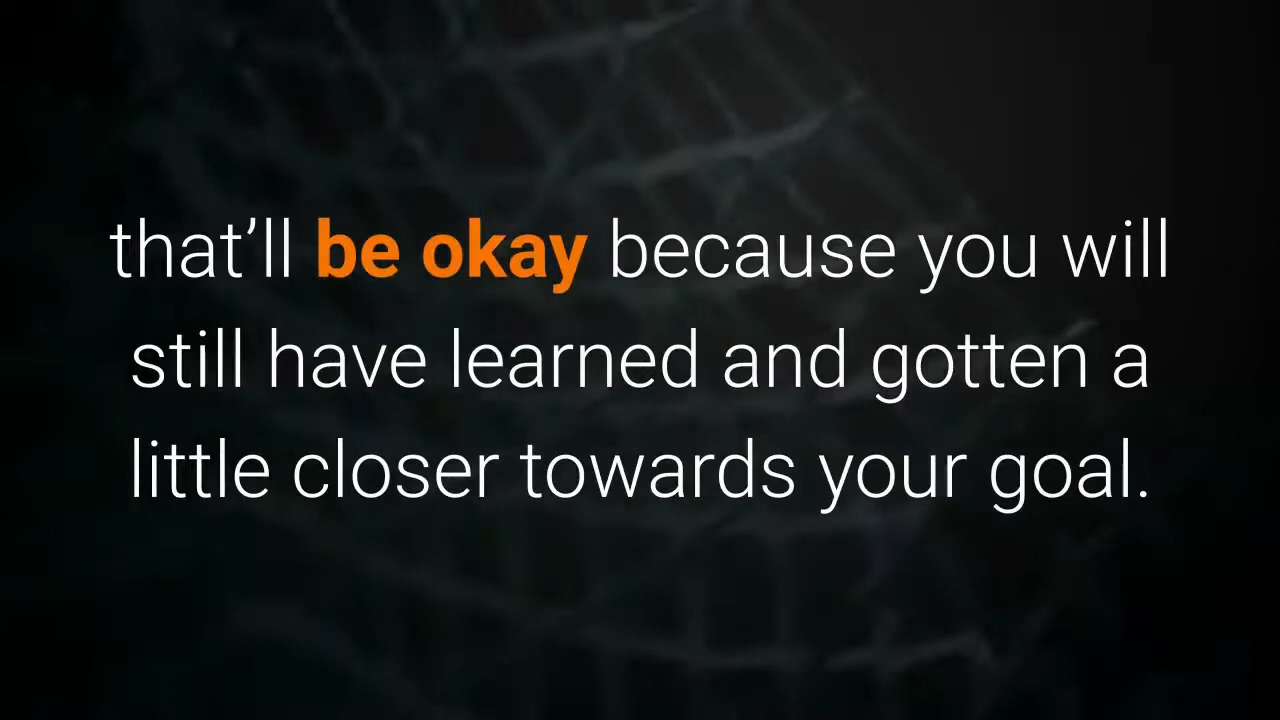 that’ll be okay because you will
still have learned and gotten a
little closer towards your goal.